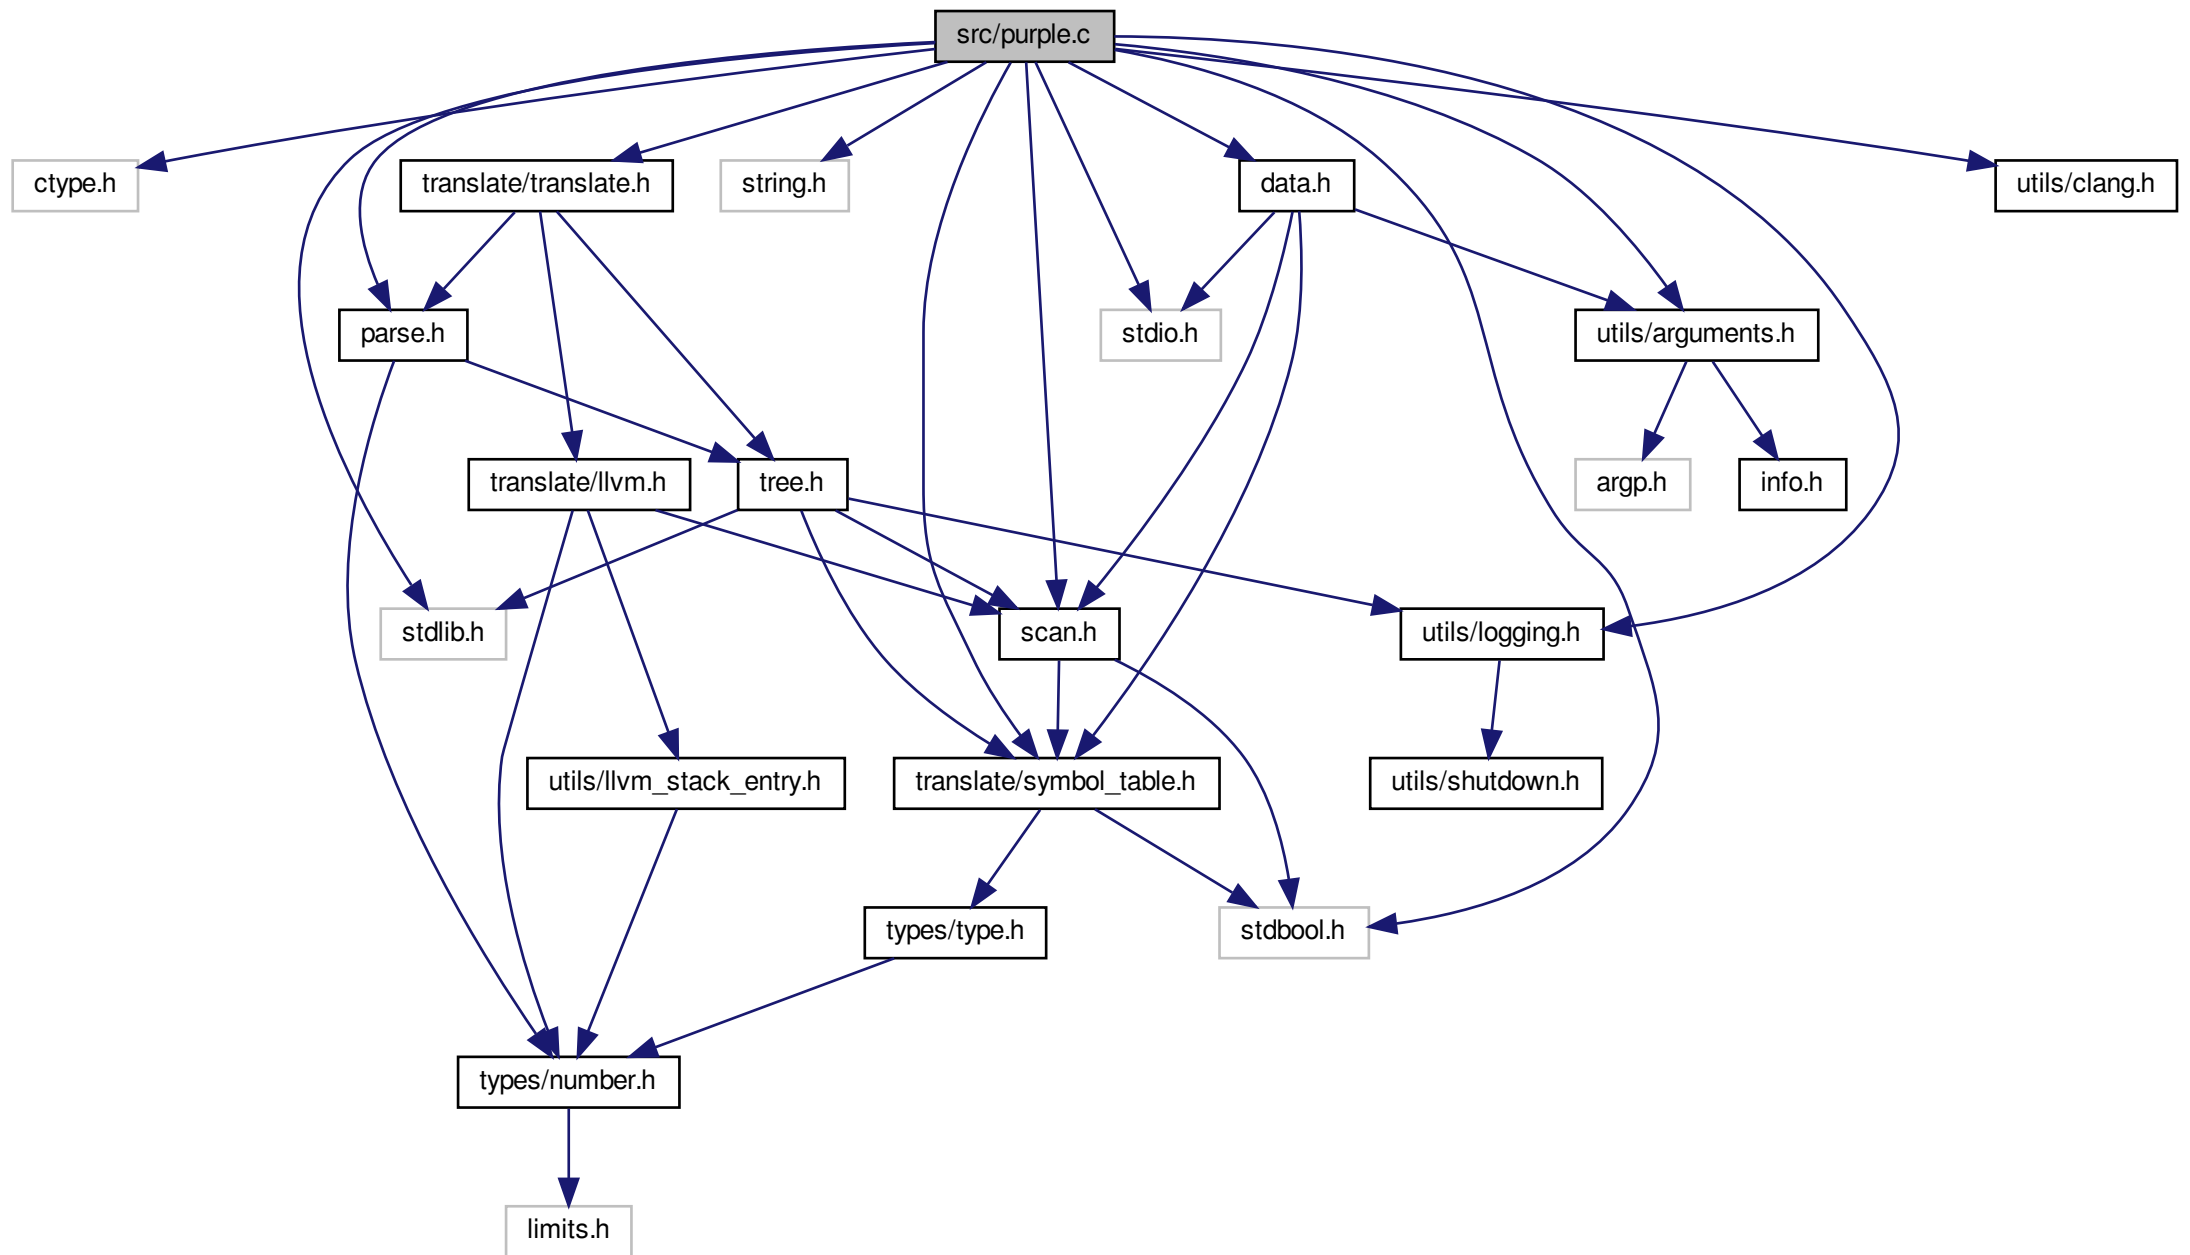 src/purple.c
ctype.h
translate/translate.h
string.h
data.h
utils/clang.h
parse.h
stdio.h
utils/arguments.h
translate/llvm.h
tree.h
argp.h
info.h
stdlib.h
scan.h
utils/logging.h
utils/llvm_stack_entry.h
translate/symbol_table.h
utils/shutdown.h
types/type.h
stdbool.h
types/number.h
limits.h